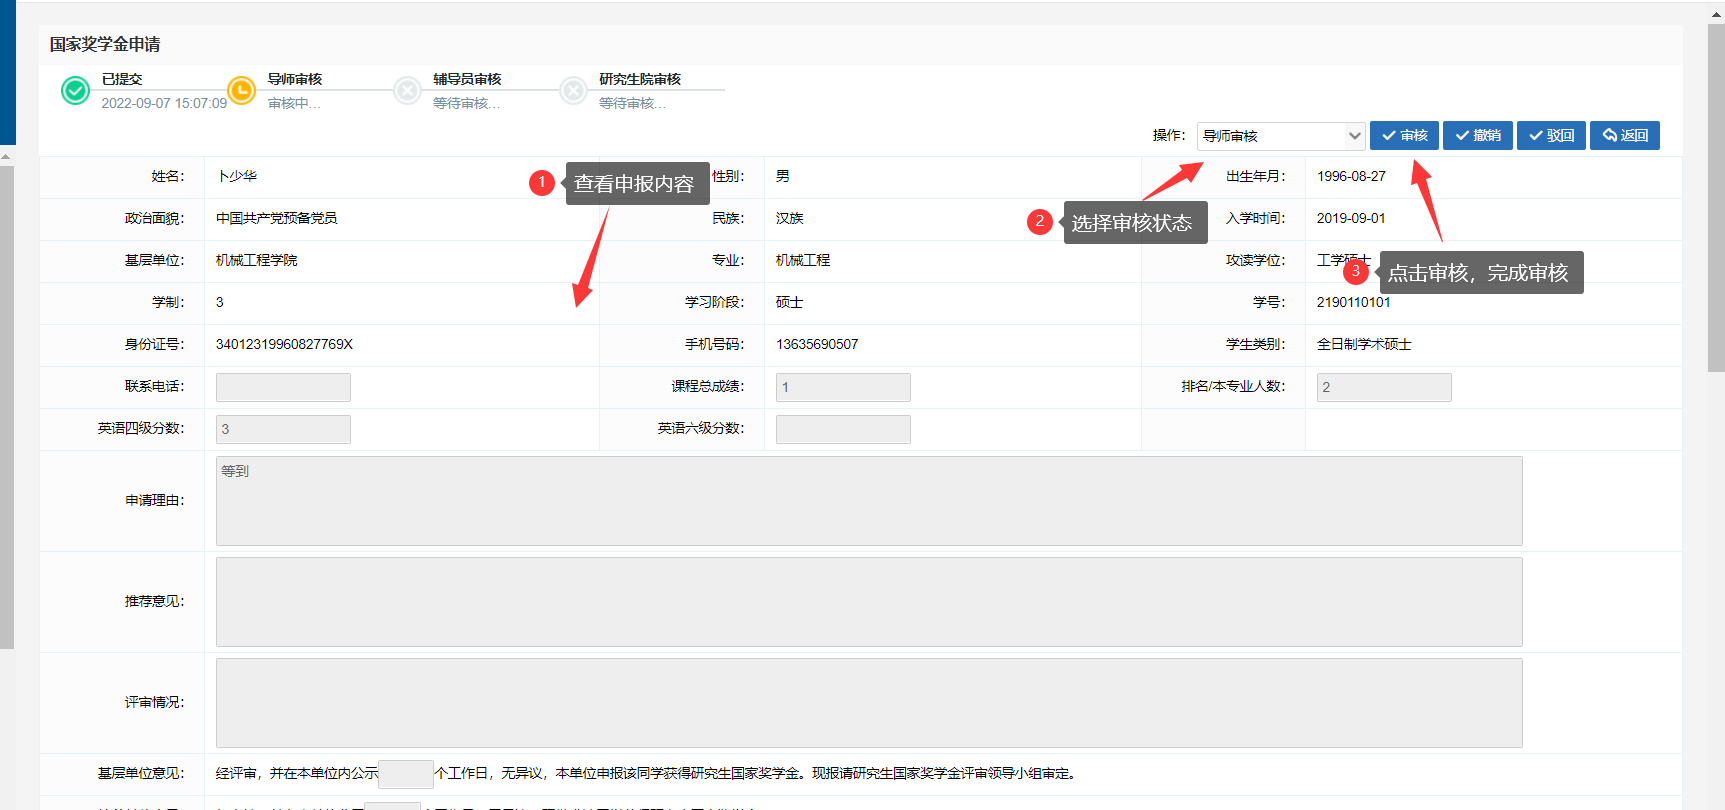 国家奖学金申请
已提交 导师审核 辅导员审核 研究生院审核
2022-09-07 15:07:09 审核中... 等待审核... 等待审核...
操作: 导师审核 审核 撤销 驳回 返回
姓名: 卜少华 1 查看申报内容 性别: 男 出生年月: 1996-08-27
政治面貌: 中国共产党预备党员 民族: 汉族 2 选择审核状态 入学时间: 2019-09-01
基层单位: 机械工程学院 专业: 机械工程 攻读学位: 工学硕士
3 点击审核，完成审核
学制: 3 学习阶段: 硕士 学号: 2190110101
身份证号: 34012319960827769X 手机号码: 13635690507 学生类别: 全日制学术硕士
联系电话: 课程总成绩: 1 排名/本专业人数: 2
英语四级分数: 3 英语六级分数:
申请理由: 等到
推荐意见:
评审情况:
基层单位意见: 经评审，并在本单位内公示 个工作日，无异议，本单位申报该同学获得研究生国家奖学金。现报请研究生国家奖学金评审领导小组审定。